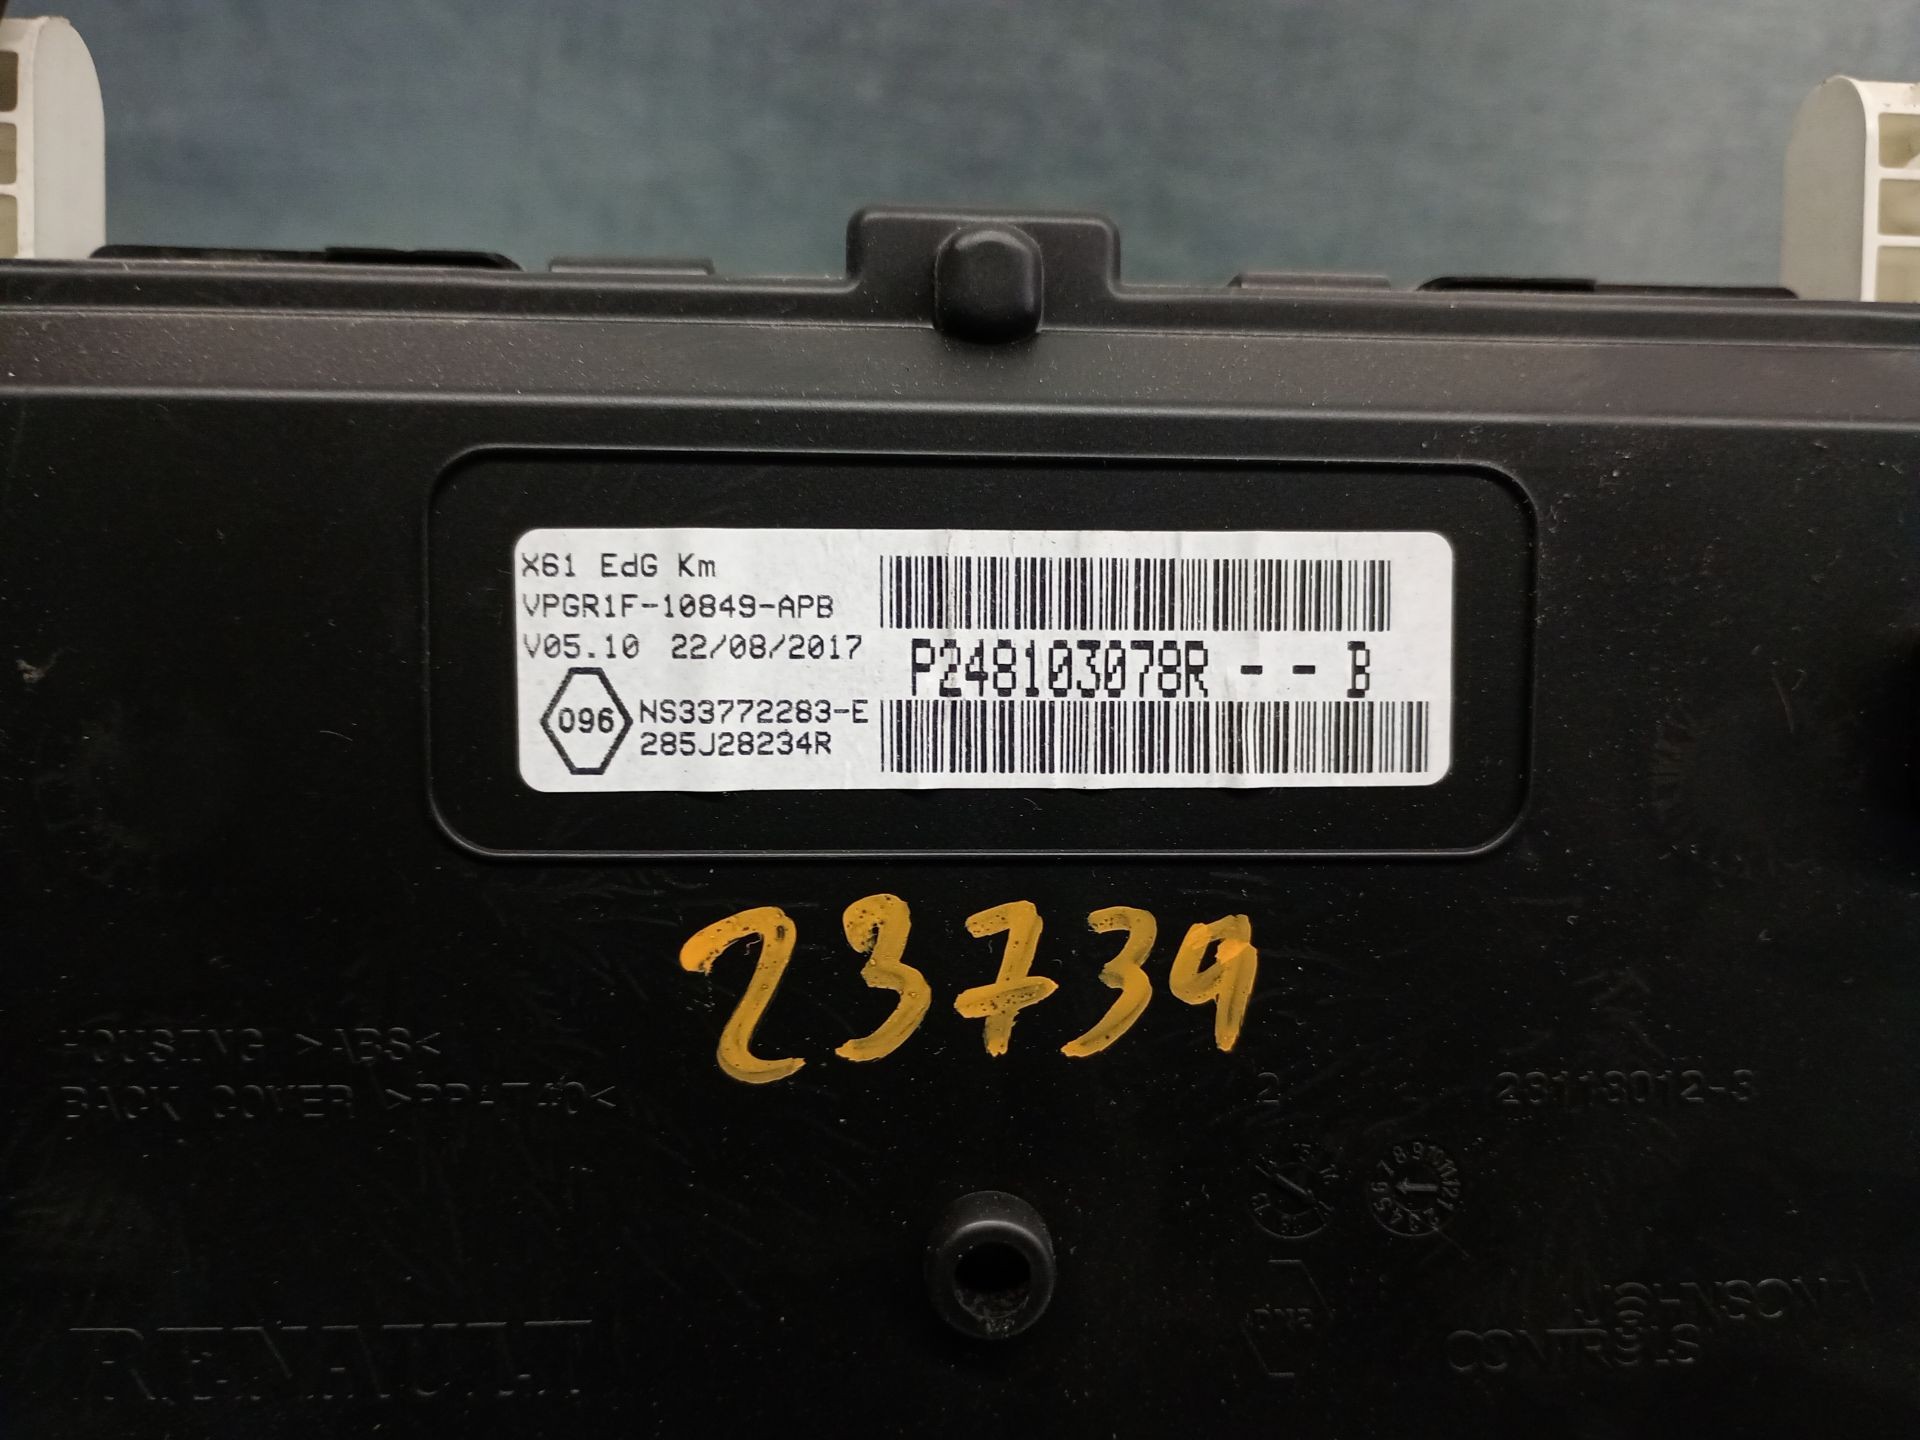 X61 EdG Km
VPGR1F-10849-APB
V05.10 22/08/2017
P248103078R - - B
096
NS33772283-E
285J28234R
23739
HOUSING >ABS<
BACK COVER
2
RENAULT
JOHNSON
CONTROLS